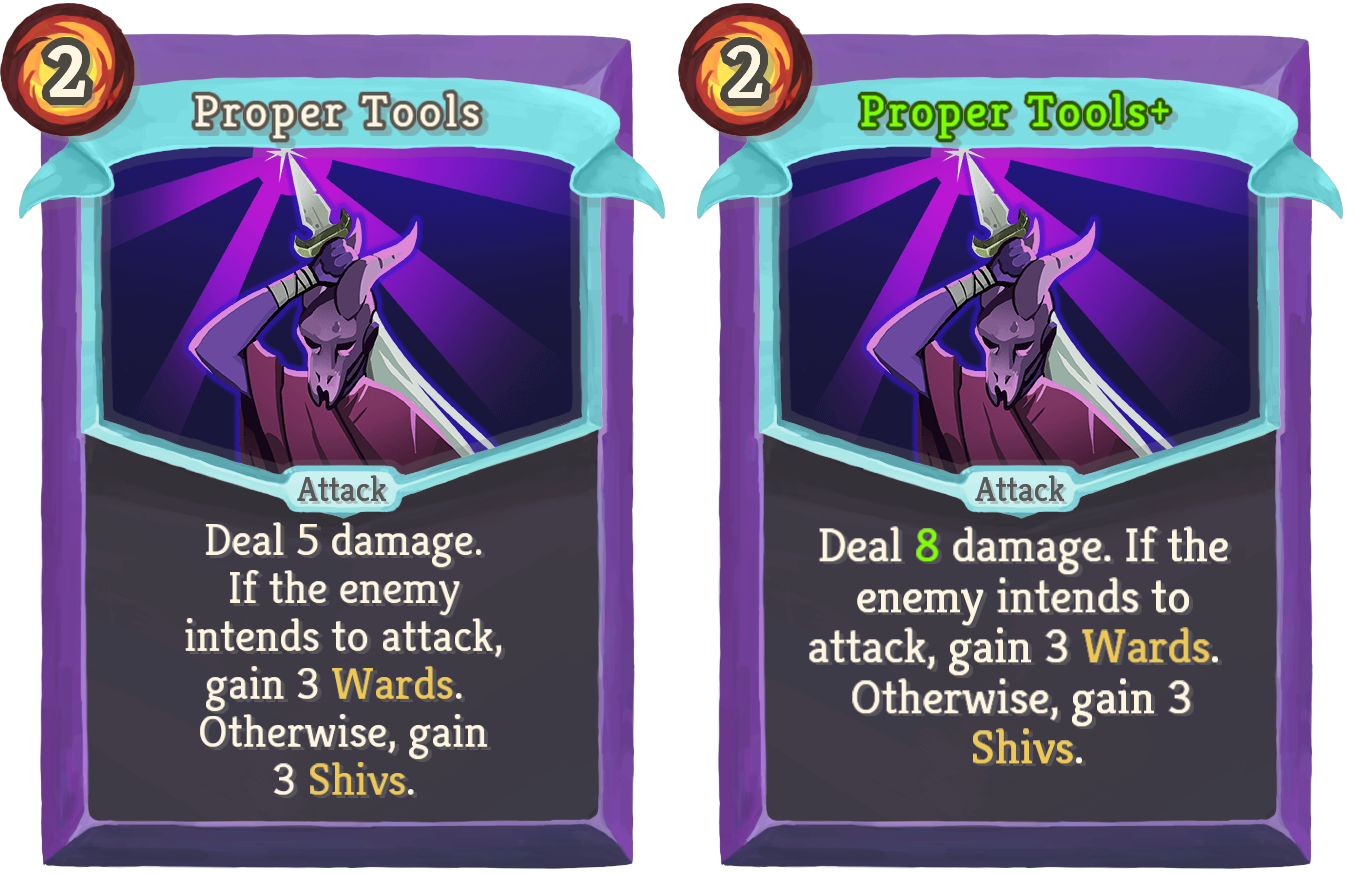 2
Proper Tools
Attack
Deal 5 damage.
If the enemy
intends to attack,
gain 3 Wards.
Otherwise, gain
3 Shivs.
2
Proper Tools+
Attack
Deal 8 damage. If the
enemy intends to
attack, gain 3 Wards.
Otherwise, gain 3
Shivs.